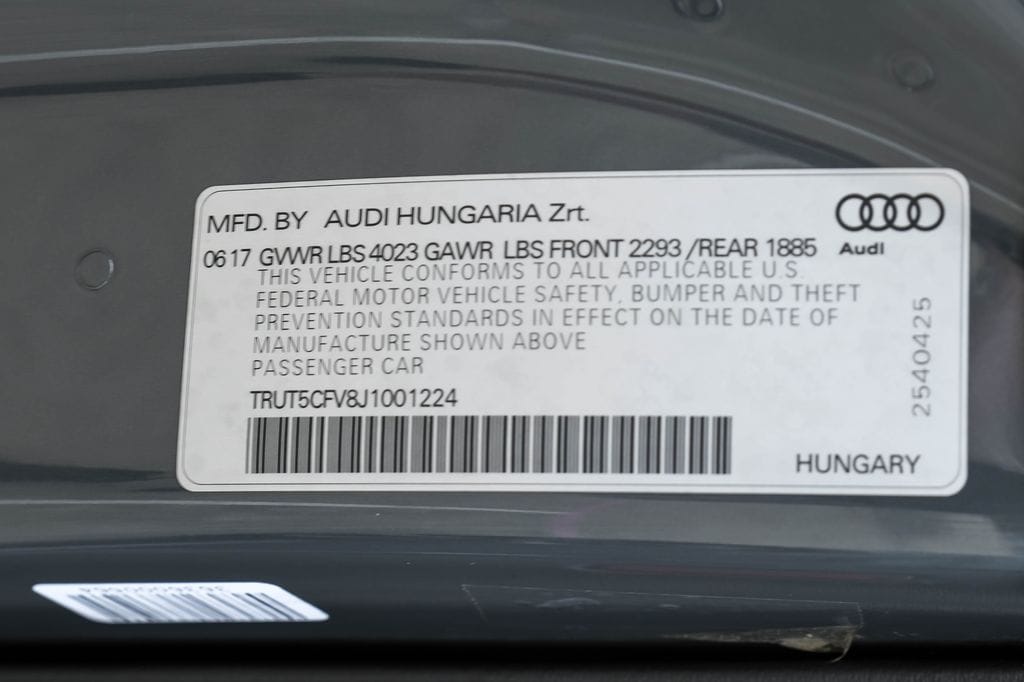 MFD. BY AUDI HUNGARIA Zrt.
Audi
06 17 GVWR LBS 4023 GAWR LBS FRONT 2293 /REAR 1885
THIS VEHICLE CONFORMS TO ALL APPLICABLE U.S.
FEDERAL MOTOR VEHICLE SAFETY, BUMPER AND THEFT
PREVENTION STANDARDS IN EFFECT ON THE DATE OF
MANUFACTURE SHOWN ABOVE
PASSENGER CAR
TRUT5CFV8J1001224
2540425
HUNGARY